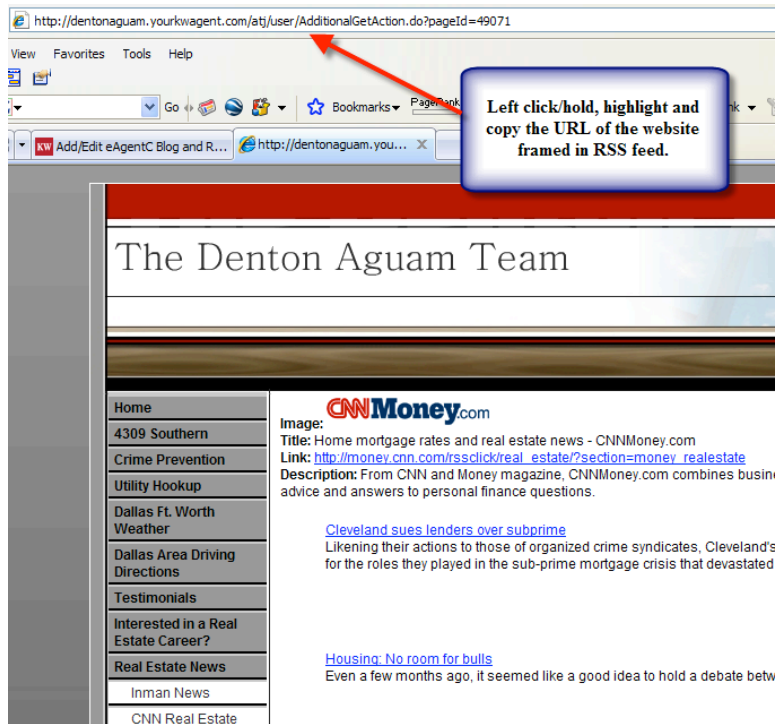 http://dentonaguam.yourkwagent.com/atj/user/AdditionalGetAction.do?pageId=49071
View Favorites Tools Help
Go Bookmarks PageRank
Left click/hold, highlight and
copy the URL of the website
framed in RSS feed.
KW Add/Edit eAgentC Blog and R... http://dentonaguam.you... X
The Denton Aguam Team
Home
4309 Southern
Crime Prevention
Utility Hookup
Dallas Ft. Worth
Weather
Dallas Area Driving
Directions
Testimonials
Interested in a Real
Estate Career?
Real Estate News
Inman News
CNN Real Estate
CNNMoney.com
Image:
Title: Home mortgage rates and real estate news - CNNMoney.com
Link: http://money.cnn.com/rssclick/real_estate/?section=money_realestate
Description: From CNN and Money magazine, CNNMoney.com combines
advice and answers to personal finance questions.
Cleveland sues lenders over subprime
Likening their actions to those of organized crime syndicates, Cleveland's
for the roles they played in the sub-prime mortgage crisis that devastated
Housing: No room for bulls
Even a few months ago, it seemed like a good idea to hold a debate